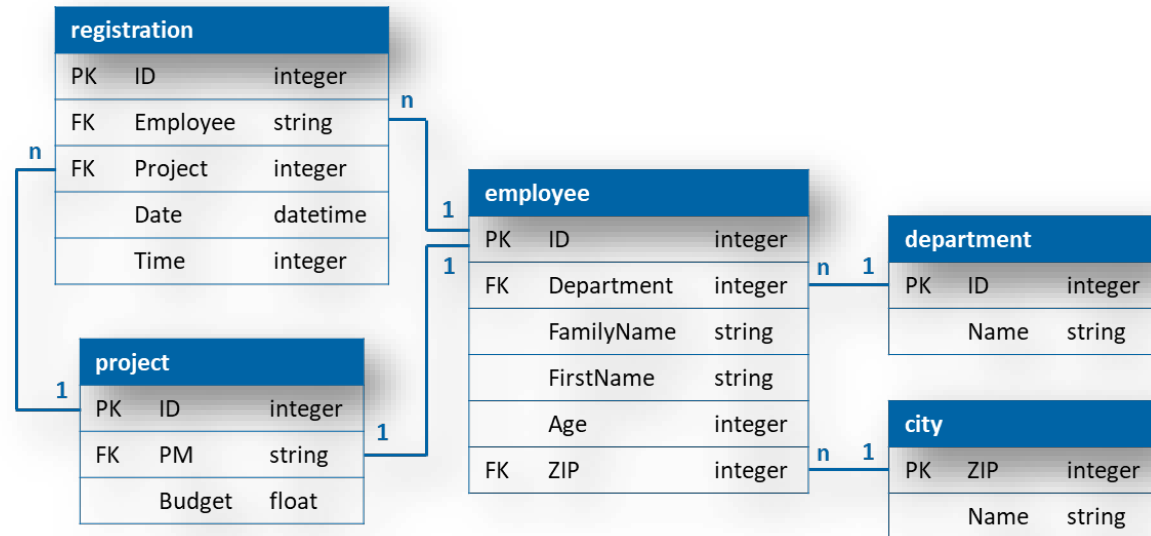 registration
PK ID integer
FK Employee string
FK Project integer
Date datetime
Time integer
n
n
1
1
project
PK ID integer
FK PM string
Budget float
1
1
employee
PK ID integer
FK Department integer
FamilyName string
FirstName string
Age integer
FK ZIP integer
n 1
n 1
department
PK ID integer
Name string
city
PK ZIP integer
Name string